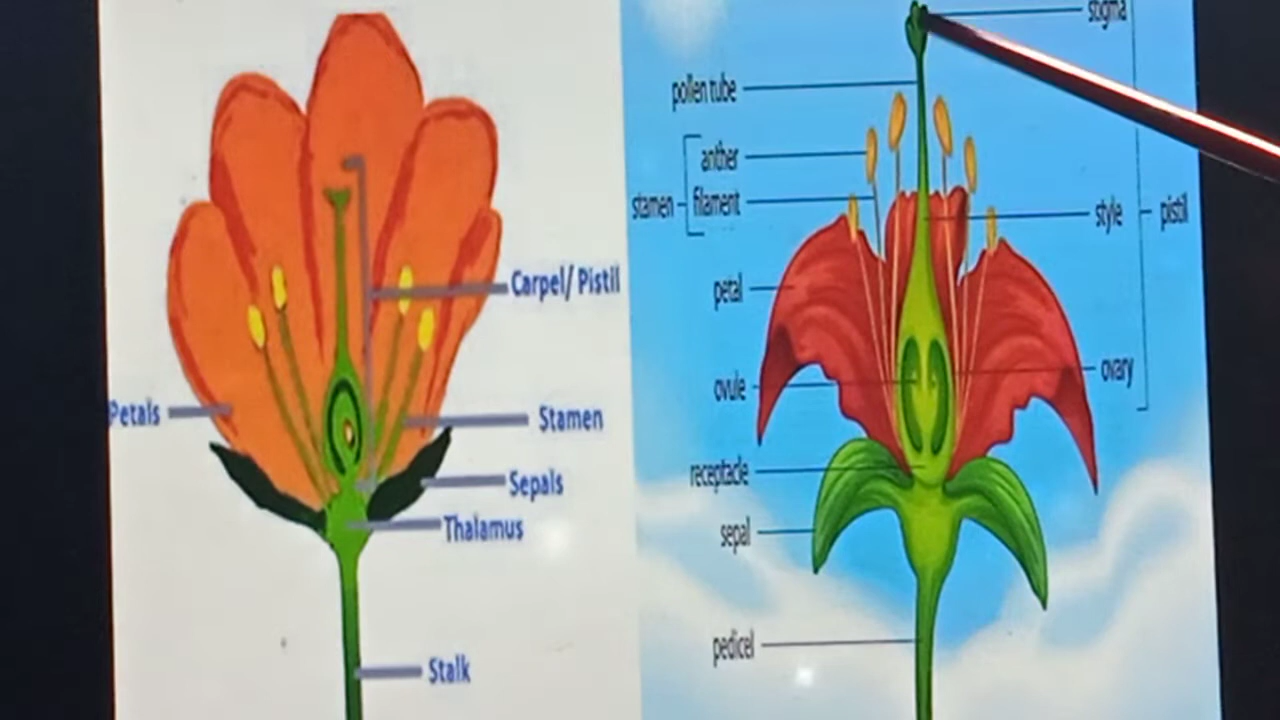 Carpel/ Pistil
Petals
Stamen
Sepals
Thalamus
Stalk
stigma
pollen tube
anther
stamen
filament
style
pistil
petal
ovule
ovary
receptacle
sepal
pedicel